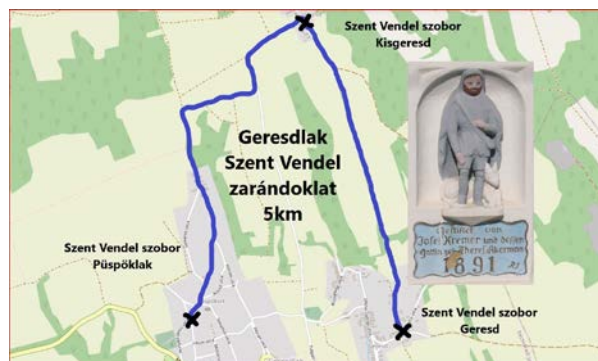 Szent Vendel szobor
Kisgeresd
Geresdlak
Szent Vendel
zarándoklat
5km
Szent Vendel szobor
Püspöklak
Szent Vendel szobor
Geresd
von
Josef Kremer und dessen
1891